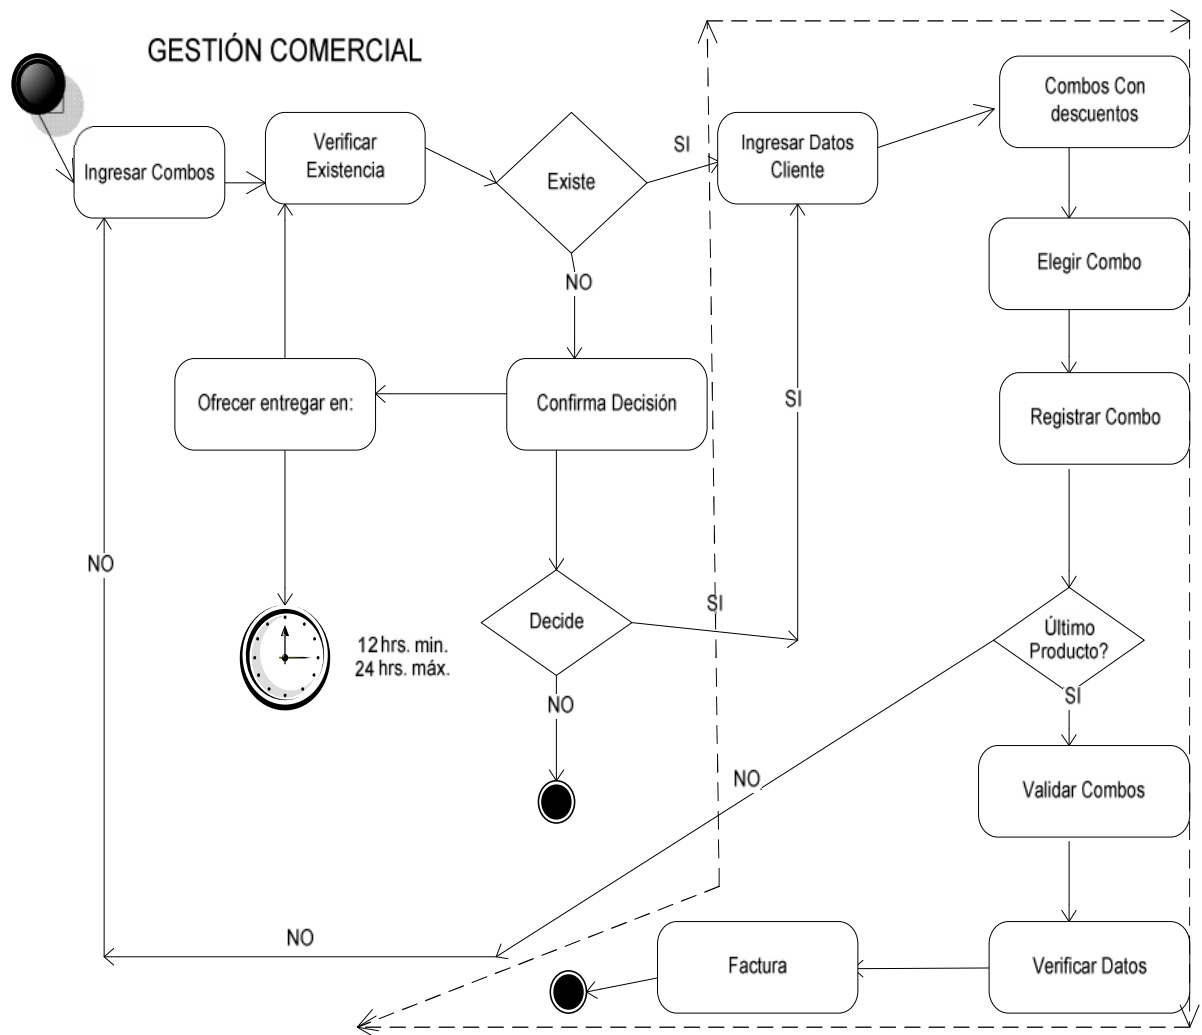 GESTIÓN COMERCIAL
Combos Con
descuentos
Ingresar Combos
Verificar
Existencia
Existe
SI
Ingresar Datos
Cliente
Elegir Combo
NO
Ofrecer entregar en:
Confirma Decisión
SI
Registrar Combo
NO
Decide
SI
12 hrs. min.
24 hrs. máx.
Último
Producto?
SÍ
NO
NO
Validar Combos
NO
Factura
Verificar Datos